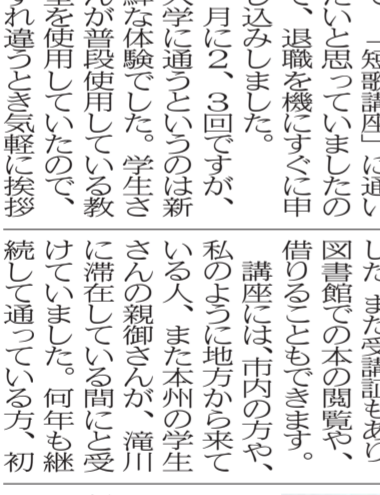 「短歌講座」に通い
たいと思っていましたの
で、退職を機にすぐに申
し込みしました。
月に2、3回ですが、
大学に通うというのは新
鮮な体験でした。学生さ
んが普段使用している教
室を使用していたので、
すれ違うとき気軽に挨拶
した。また受講証もあり
図書館での本の閲覧や、
借りることもできます。
講座には、市内の方や、
私のように地方から来て
いる人、また本州の学生
さんの親御さんが、滝川
に滞在している間にと受
けていました。何年も継
続して通っている方、初